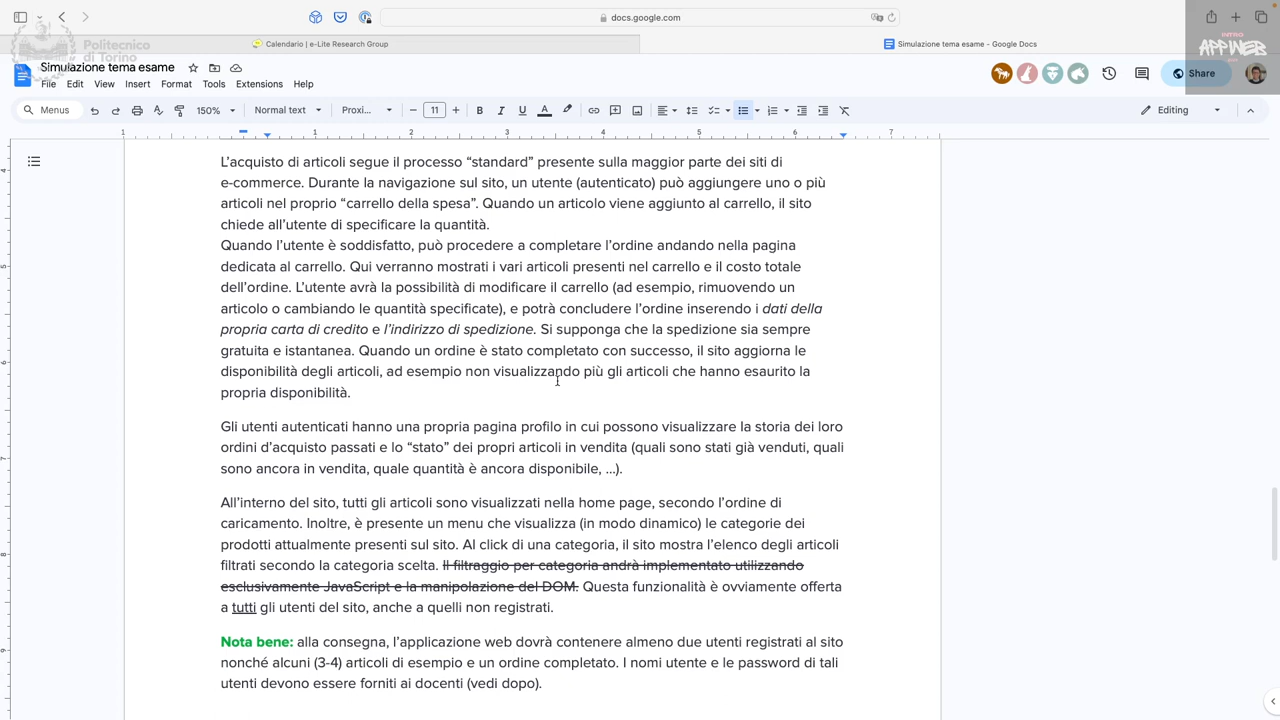 docs.google.com
Calendario | e-Lite Research Group
Simulazione tema esame - Google Docs
Politecnico
di Torino
INTRO
APPINER
Simulazione tema esame
File Edit View Insert Format Tools Extensions Help
Share
Menus 150% Normal text Proxi... 11 B I U A Editing
1 1 2 3 4 5 6 7
L'acquisto di articoli segue il processo “standard” presente sulla maggior parte dei siti di
e-commerce. Durante la navigazione sul sito, un utente (autenticato) può aggiungere uno o più
articoli nel proprio “carrello della spesa”. Quando un articolo viene aggiunto al carrello, il sito
chiede all'utente di specificare la quantità.
Quando l'utente è soddisfatto, può procedere a completare l'ordine andando nella pagina
dedicata al carrello. Qui verranno mostrati i vari articoli presenti nel carrello e il costo totale
dell'ordine. L'utente avrà la possibilità di modificare il carrello (ad esempio, rimuovendo un
articolo o cambiando le quantità specificate), e potrà concludere l'ordine inserendo i dati della
propria carta di credito e l'indirizzo di spedizione. Si supponga che la spedizione sia sempre
gratuita e istantanea. Quando un ordine è stato completato con successo, il sito aggiorna le
disponibilità degli articoli, ad esempio non visualizzando più gli articoli che hanno esaurito la
propria disponibilità.
Gli utenti autenticati hanno una propria pagina profilo in cui possono visualizzare la storia dei loro
ordini d'acquisto passati e lo “stato” dei propri articoli in vendita (quali sono stati già venduti, quali
sono ancora in vendita, quale quantità è ancora disponibile, ...).
All'interno del sito, tutti gli articoli sono visualizzati nella home page, secondo l'ordine di
caricamento. Inoltre, è presente un menu che visualizza (in modo dinamico) le categorie dei
prodotti attualmente presenti sul sito. Al click di una categoria, il sito mostra l'elenco degli articoli
filtrati secondo la categoria scelta. Il filtraggio per categoria andrà implementato utilizzando
esclusivamente JavaScript e la manipolazione del DOM. Questa funzionalità è ovviamente offerta
a tutti gli utenti del sito, anche a quelli non registrati.
Nota bene: alla consegna, l'applicazione web dovrà contenere almeno due utenti registrati al sito
nonché alcuni (3-4) articoli di esempio e un ordine completato. I nomi utente e le password di tali
utenti devono essere forniti ai docenti (vedi dopo).